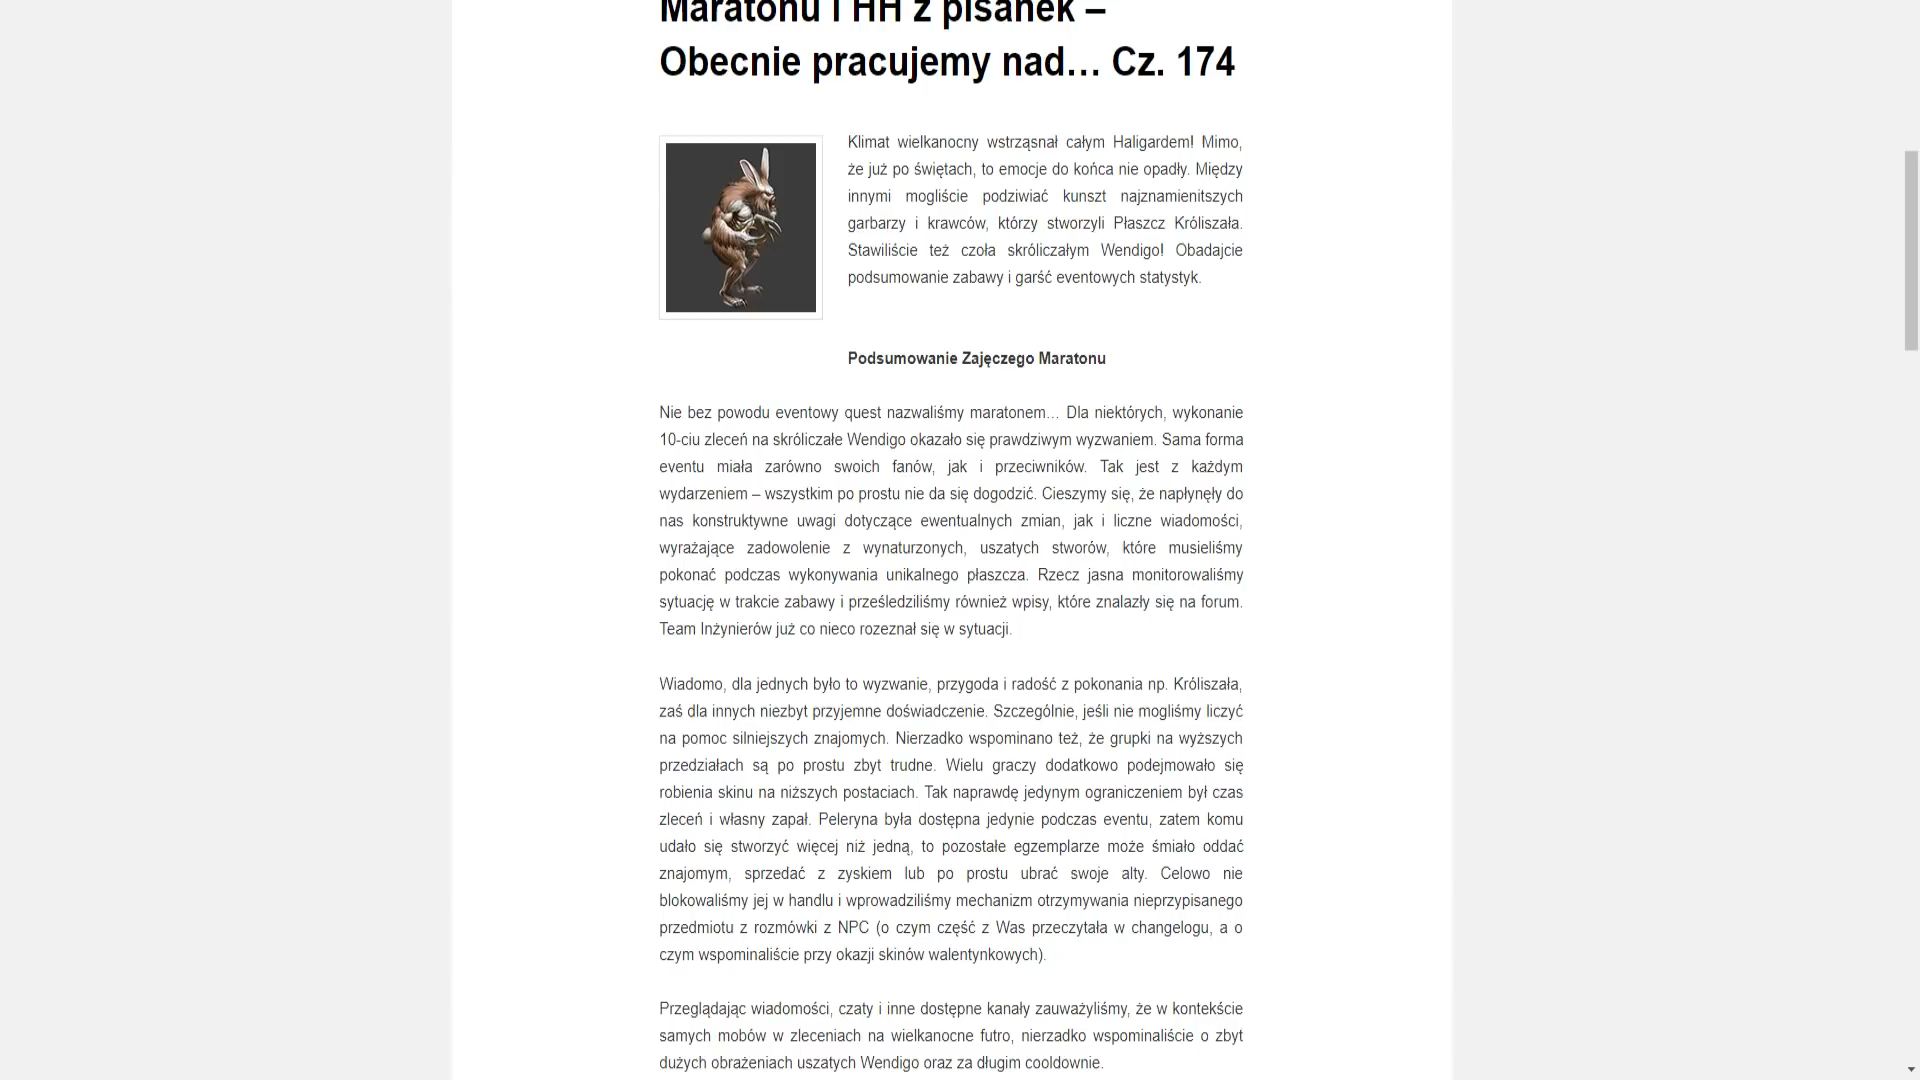 Maratonu i HH z pisanek –
Obecnie pracujemy nad… Cz. 174
Klimat wielkanocny wstrząsnał całym Haligardem! Mimo,
że już po świętach, to emocje do końca nie opadły. Między
innymi mogliście podziwiać kunszt najznamienitszych
garbarzy i krawców, którzy stworzyli Płaszcz Króliszała.
Stawiliście też czoła skróliczałym Wendigo! Obadajcie
podsumowanie zabawy i garść eventowych statystyk.
Podsumowanie Zajęczego Maratonu
Nie bez powodu eventowy quest nazwaliśmy maratonem… Dla niektórych, wykonanie
10-ciu zleceń na skróliczałe Wendigo okazało się prawdziwym wyzwaniem. Sama forma
eventu miała zarówno swoich fanów, jak i przeciwników. Tak jest z każdym
wydarzeniem – wszystkim po prostu nie da się dogodzić. Cieszymy się, że napłynęły do
nas konstruktywne uwagi dotyczące ewentualnych zmian, jak i liczne wiadomości,
wyrażające zadowolenie z wynaturzonych, uszatych stworów, które musieliśmy
pokonać podczas wykonywania unikalnego płaszcza. Rzecz jasna monitorowaliśmy
sytuację w trakcie zabawy i prześledziliśmy również wpisy, które znalazły się na forum.
Team Inżynierów już co nieco rozeznał się w sytuacji.
Wiadomo, dla jednych było to wyzwanie, przygoda i radość z pokonania np. Króliszała,
zaś dla innych niezbyt przyjemne doświadczenie. Szczególnie, jeśli nie mogliśmy liczyć
na pomoc silniejszych znajomych. Nierzadko wspominano też, że grupki na wyższych
przedziałach są po prostu zbyt trudne. Wielu graczy dodatkowo podejmowało się
robienia skinu na niższych postaciach. Tak naprawdę jedynym ograniczeniem był czas
zleceń i własny zapał. Peleryna była dostępna jedynie podczas eventu, zatem komu
udało się stworzyć więcej niż jedną, to pozostałe egzemplarze może śmiało oddać
znajomym, sprzedać z zyskiem lub po prostu ubrać swoje alty. Celowo nie
blokowaliśmy jej w handlu i wprowadziliśmy mechanizm otrzymywania nieprzypisanego
przedmiotu z rozmówki z NPC (o czym część z Was przeczytała w changelogu, a o
czym wspominaliście przy okazji skinów walentynkowych).
Przeglądając wiadomości, czaty i inne dostępne kanały zauważyliśmy, że w kontekście
samych mobów w zleceniach na wielkanocne futro, nierzadko wspominaliście o zbyt
dużych obrażeniach uszatych Wendigo oraz za długim cooldownie.